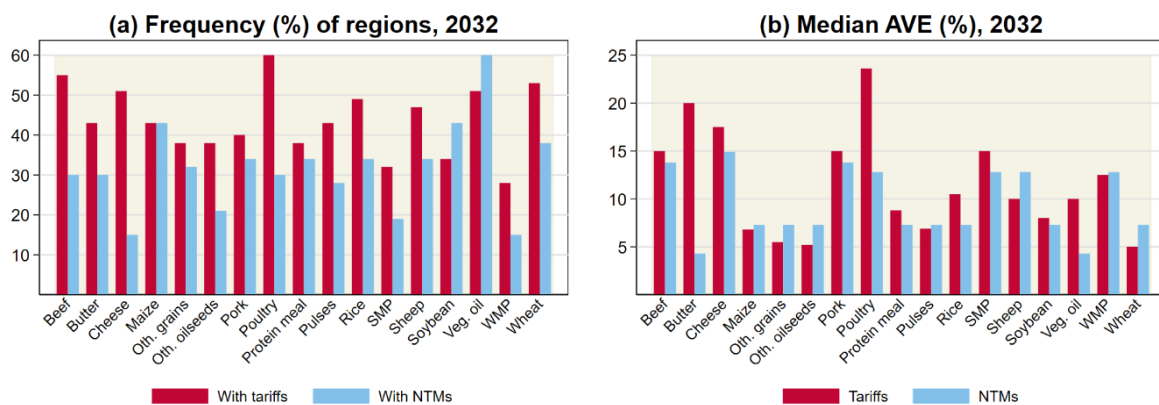 (a) Frequency (%) of regions, 2032
60
50
40
30
20
10
Beef
Butter
Cheese
Maize
Oth. grains
Oth. oilseeds
Pork
Poultry
Protein meal
Pulses
Rice
SMP
Sheep
Soybean
Veg. oil
WMP
Wheat
With tariffs
With NTMs
(b) Median AVE (%), 2032
25
20
15
10
5
Beef
Butter
Cheese
Maize
Oth. grains
Oth. oilseeds
Pork
Poultry
Protein meal
Pulses
Rice
SMP
Sheep
Soybean
Veg. oil
WMP
Wheat
Tariffs
NTMs